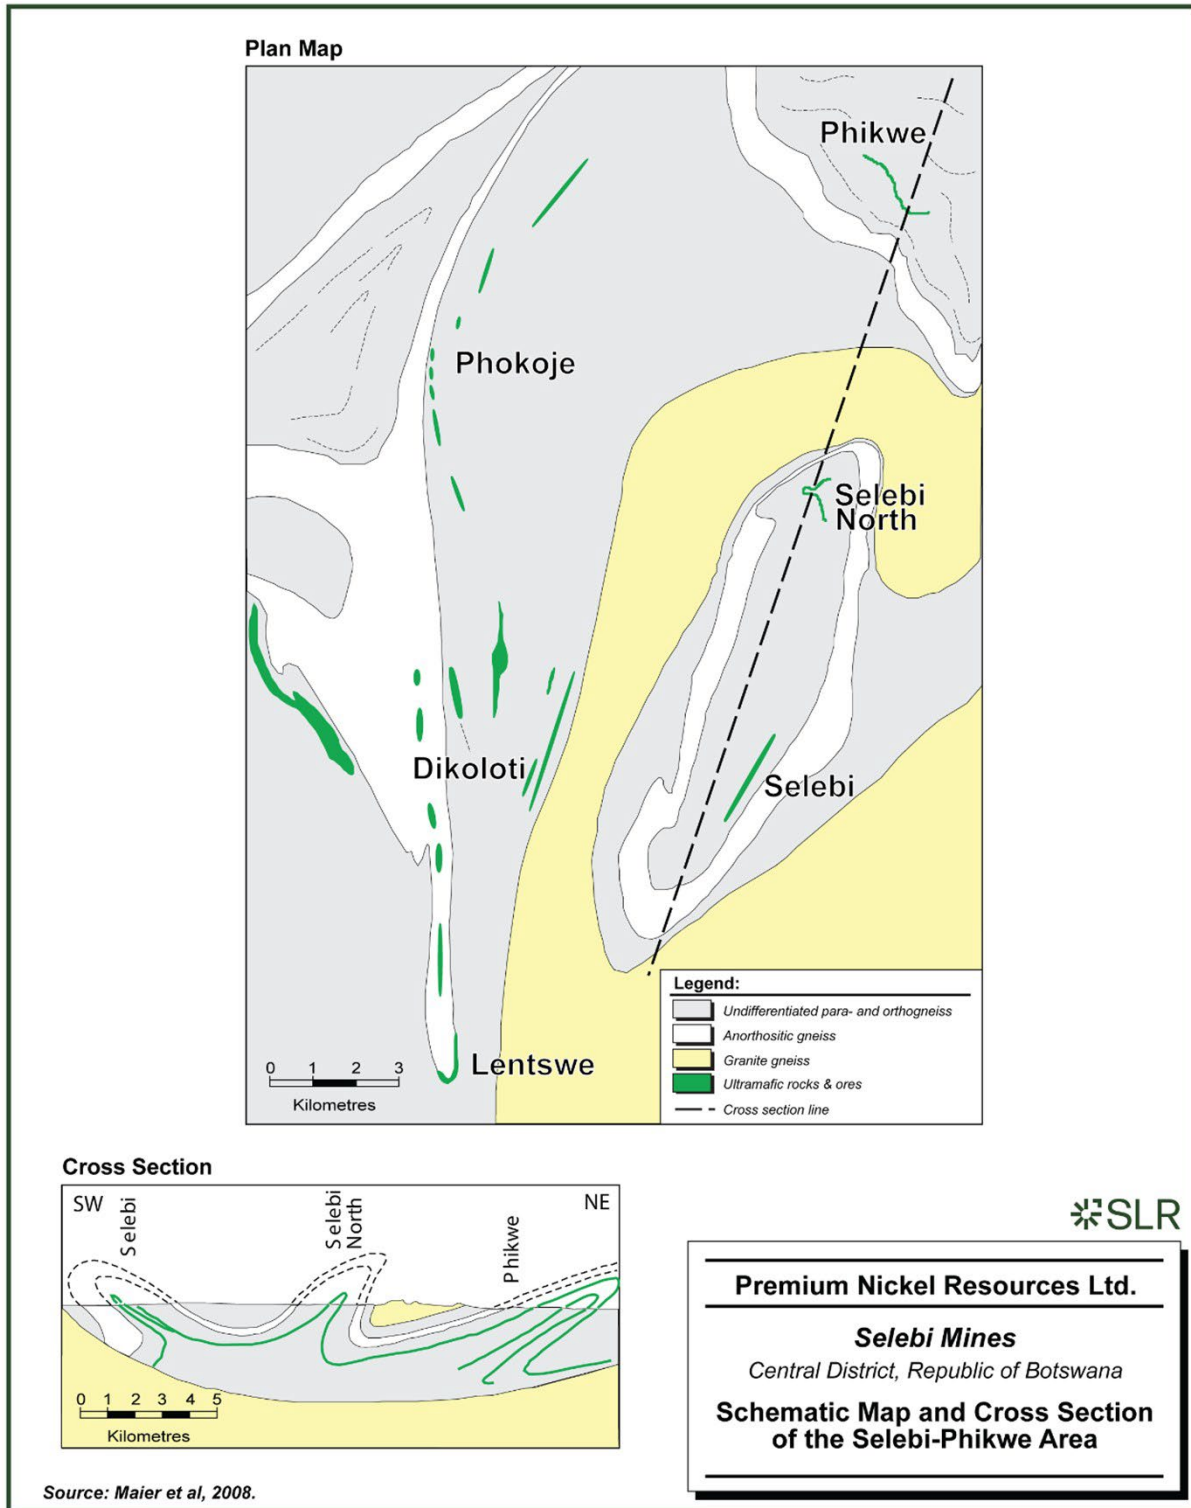 Plan Map
Phikwe
Phokoje
Selebi
North
Dikoloti
Selebi
Lentswe
0 1 2 3
Kilometres
Legend:
Undifferentiated para- and orthogneiss
Anorthositic gneiss
Granite gneiss
Ultramafic rocks & ores
Cross section line
Cross Section
SW
Selebi
Selebi
North
Phikwe
NE
0 1 2 3 4 5
Kilometres
SLR
Premium Nickel Resources Ltd.
Selebi Mines
Central District, Republic of Botswana
Schematic Map and Cross Section
of the Selebi-Phikwe Area
Source: Maier et al, 2008.